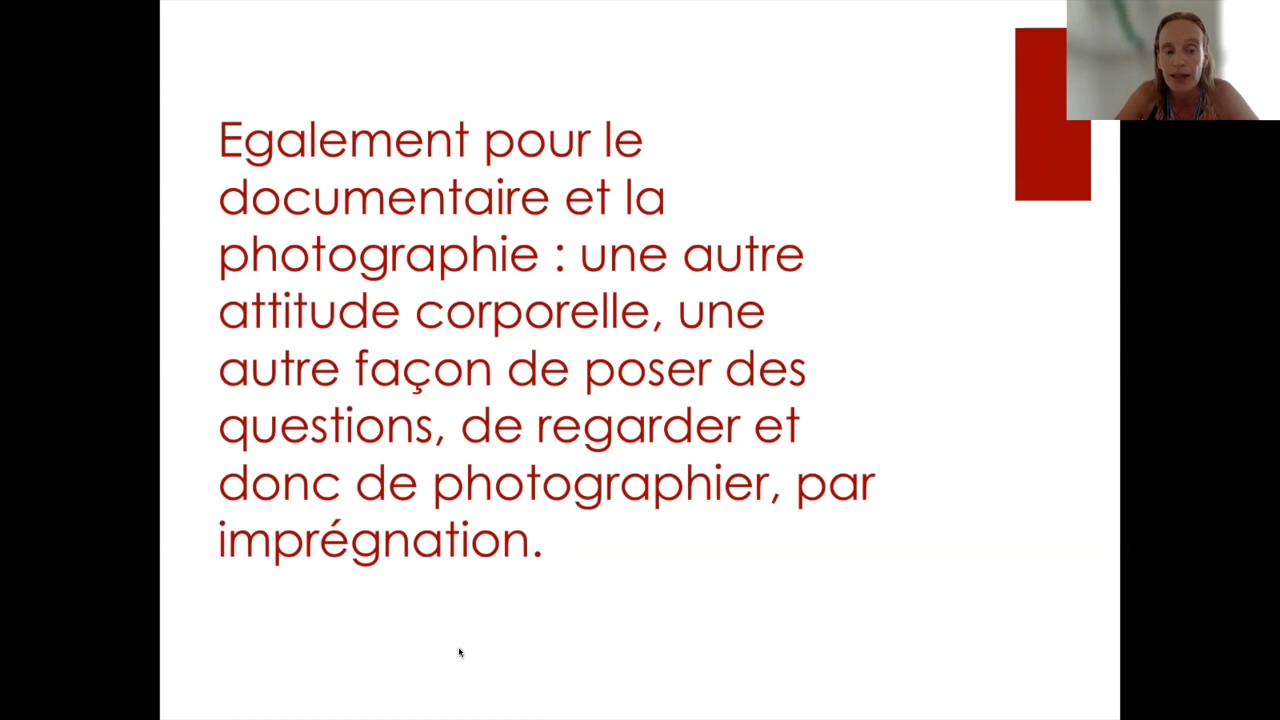 Egalement pour le
documentaire et la
photographie : une autre
attitude corporelle, une
autre façon de poser des
questions, de regarder et
donc de photographier, par
imprégnation.